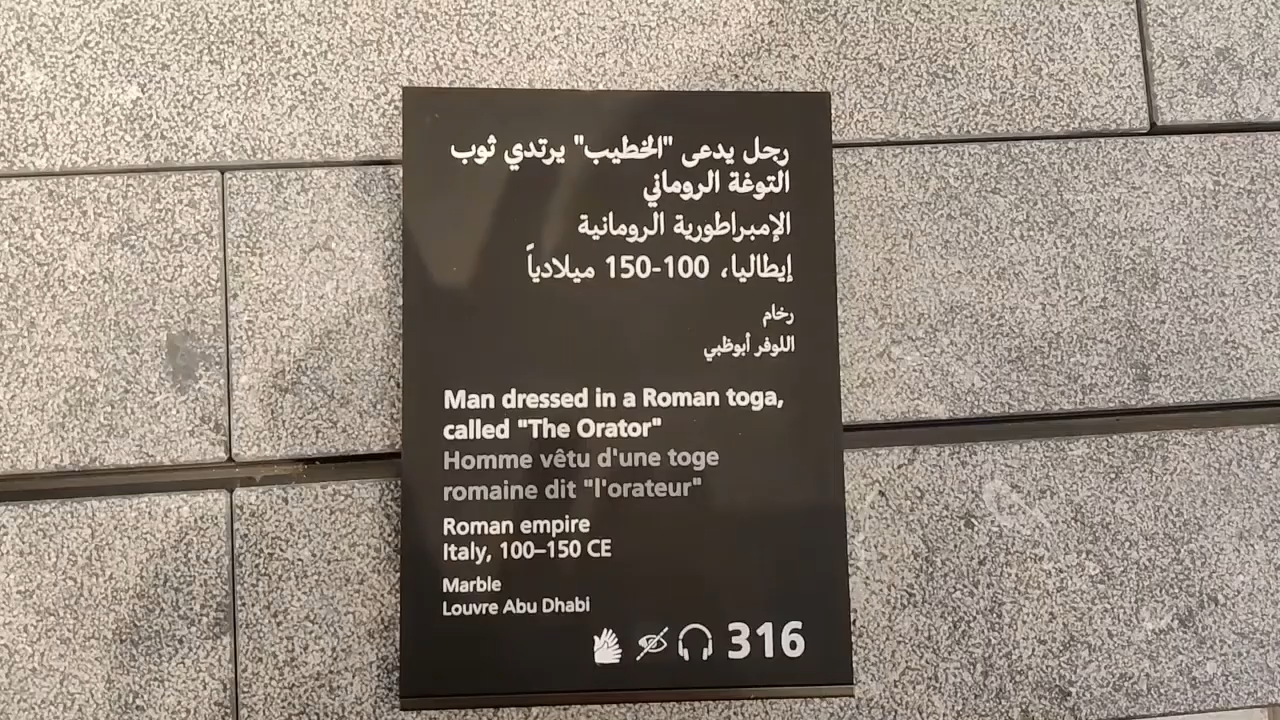 رجل يدعى "الخطيب" يرتدي ثوب
التوغة الروماني
الإمبراطورية الرومانية
إيطاليا، 100-150 ميلادياً
رخام
اللوفر أبوظبي
Man dressed in a Roman toga,
called "The Orator"
Homme vêtu d'une toge
romaine dit "l'orateur"
Roman empire
Italy, 100–150 CE
Marble
Louvre Abu Dhabi
316